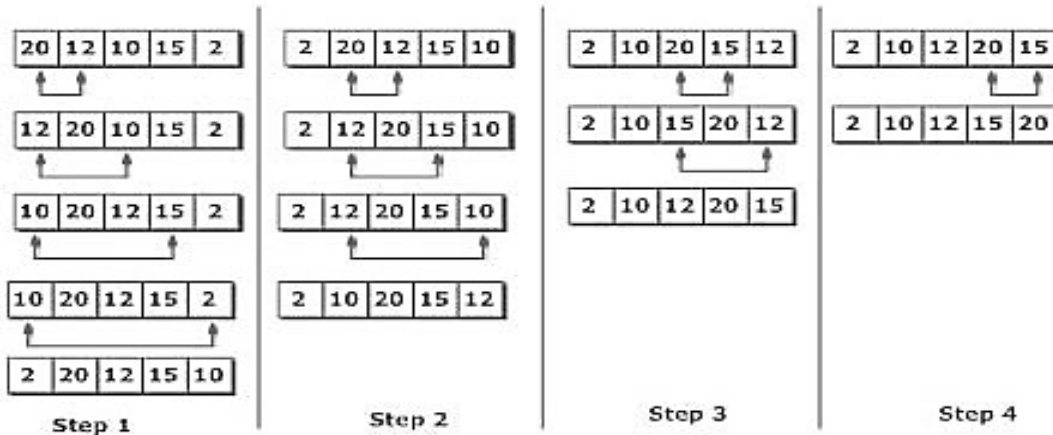 20 12 10 15 2
12 20 10 15 2
10 20 12 15 2
10 20 12 15 2
2 20 12 15 10
Step 1
2 20 12 15 10
2 12 20 15 10
2 12 20 15 10
2 10 20 15 12
Step 2
2 10 20 15 12
2 10 15 20 12
2 10 12 20 15
Step 3
2 10 12 20 15
2 10 12 15 20
Step 4